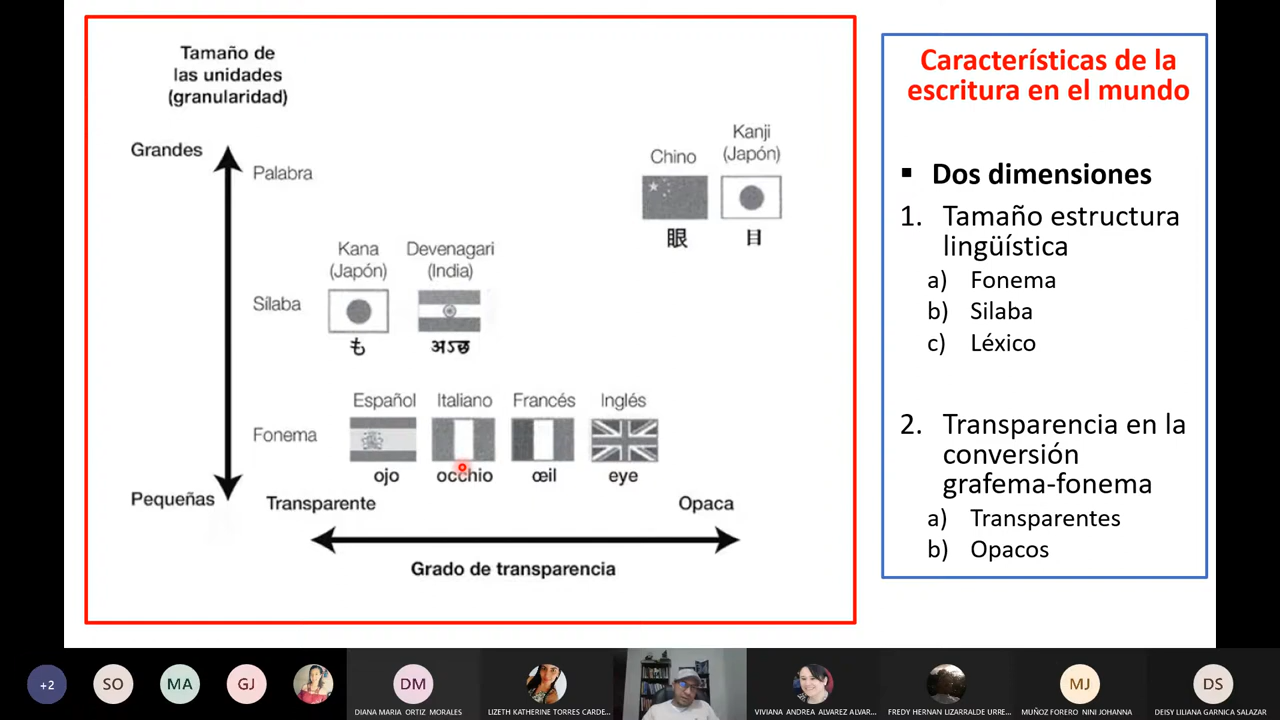 Tamaño de
las unidades
(granularidad)
Grandes
Palabra
Chino
Kanji
(Japón)
眼
目
Kana
(Japón)
Devenagari
(India)
Sílaba
も
Español
Italiano
Francés
Inglés
Fonema
ojo
occhio
œil
eye
Pequeñas
Transparente
Opaca
Grado de transparencia
Características de la
escritura en el mundo
▪ Dos dimensiones
1. Tamaño estructura
lingüística
a) Fonema
b) Silaba
c) Léxico
2. Transparencia en la
conversión
grafema-fonema
a) Transparentes
b) Opacos
+2
SO
MA
GJ
DM
MJ
DS
DIANA MARIA ORTIZ MORALES
LIZETH KATHERINE TORRES CARDE...
VIVIANA ANDREA ALVAREZ ALVAR...
FREDY HERNAN LIZARRALDE URRE...
MUÑOZ FORERO NINI JOHANNA
DEISY LILIANA GARNICA SALAZAR